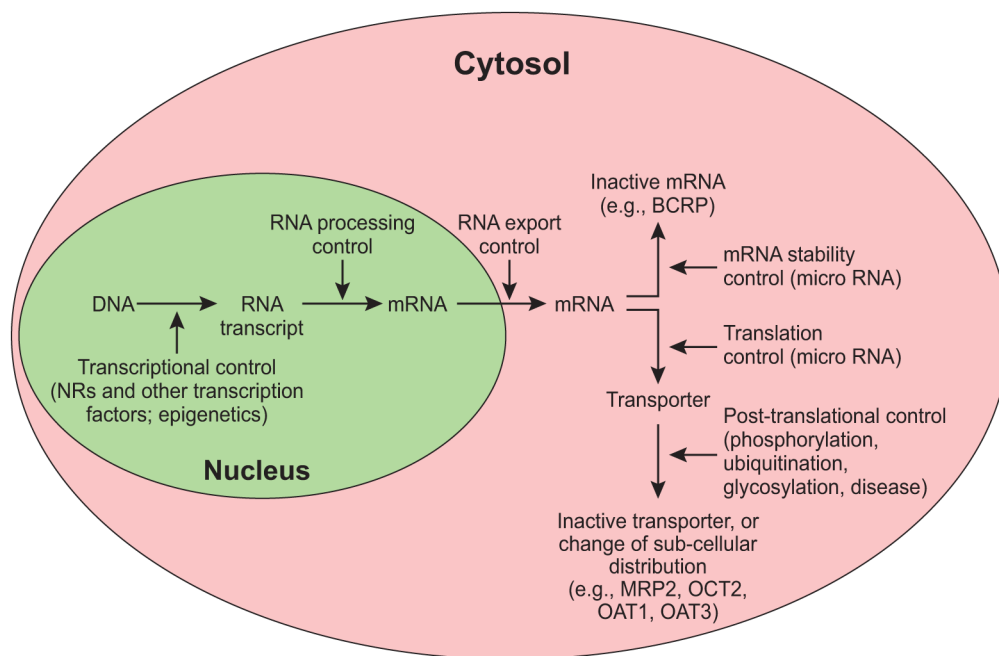 Cytosol
Inactive mRNA
(e.g., BCRP)
RNA processing
control
RNA export
control
mRNA stability
control (micro RNA)
DNA
RNA
transcript
mRNA
mRNA
Transcriptional control
(NRs and other transcription
factors; epigenetics)
Translation
control (micro RNA)
Transporter
Post-translational control
(phosphorylation,
ubiquitination,
glycosylation, disease)
Nucleus
Inactive transporter, or
change of sub-cellular
distribution
(e.g., MRP2, OCT2,
OAT1, OAT3)